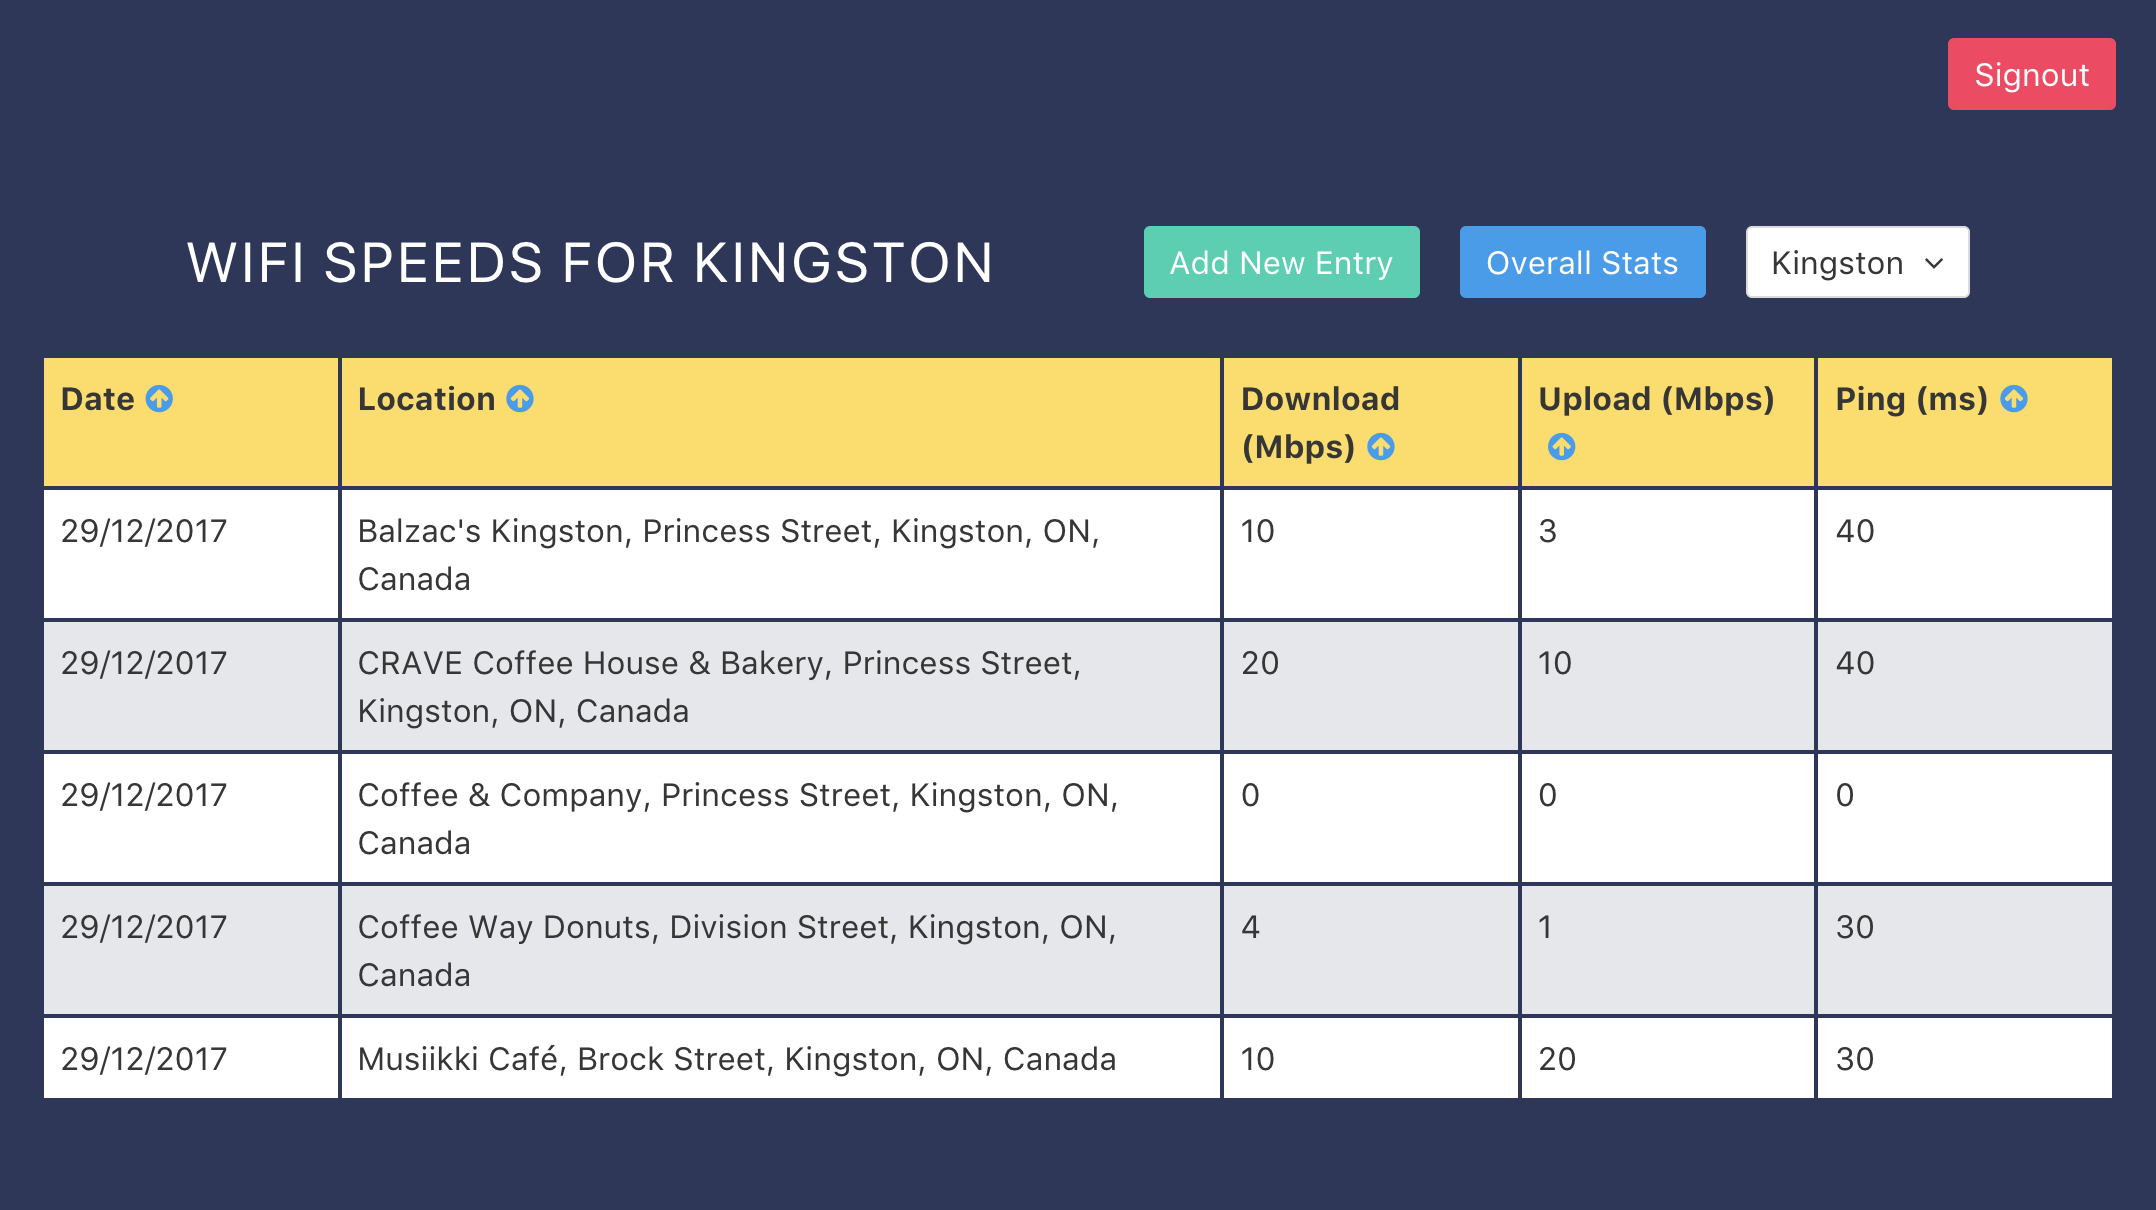 Signout
WIFI SPEEDS FOR KINGSTON
Add New Entry
Overall Stats
Kingston
Date
Location
Download
(Mbps)
Upload (Mbps)
Ping (ms)
29/12/2017
Balzac's Kingston, Princess Street, Kingston, ON,
Canada
10
3
40
29/12/2017
CRAVE Coffee House & Bakery, Princess Street,
Kingston, ON, Canada
20
10
40
29/12/2017
Coffee & Company, Princess Street, Kingston, ON,
Canada
0
0
0
29/12/2017
Coffee Way Donuts, Division Street, Kingston, ON,
Canada
4
1
30
29/12/2017
Musiikki Café, Brock Street, Kingston, ON, Canada
10
20
30